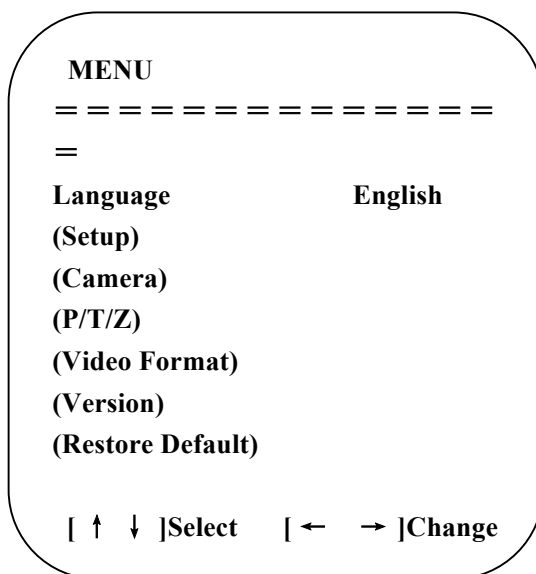 MENU
= = = = = = = = = = = = = =
=
Language English
(Setup)
(Camera)
(P/T/Z)
(Video Format)
(Version)
(Restore Default)
[ ↑ ↓ ]Select [ ← → ]Change